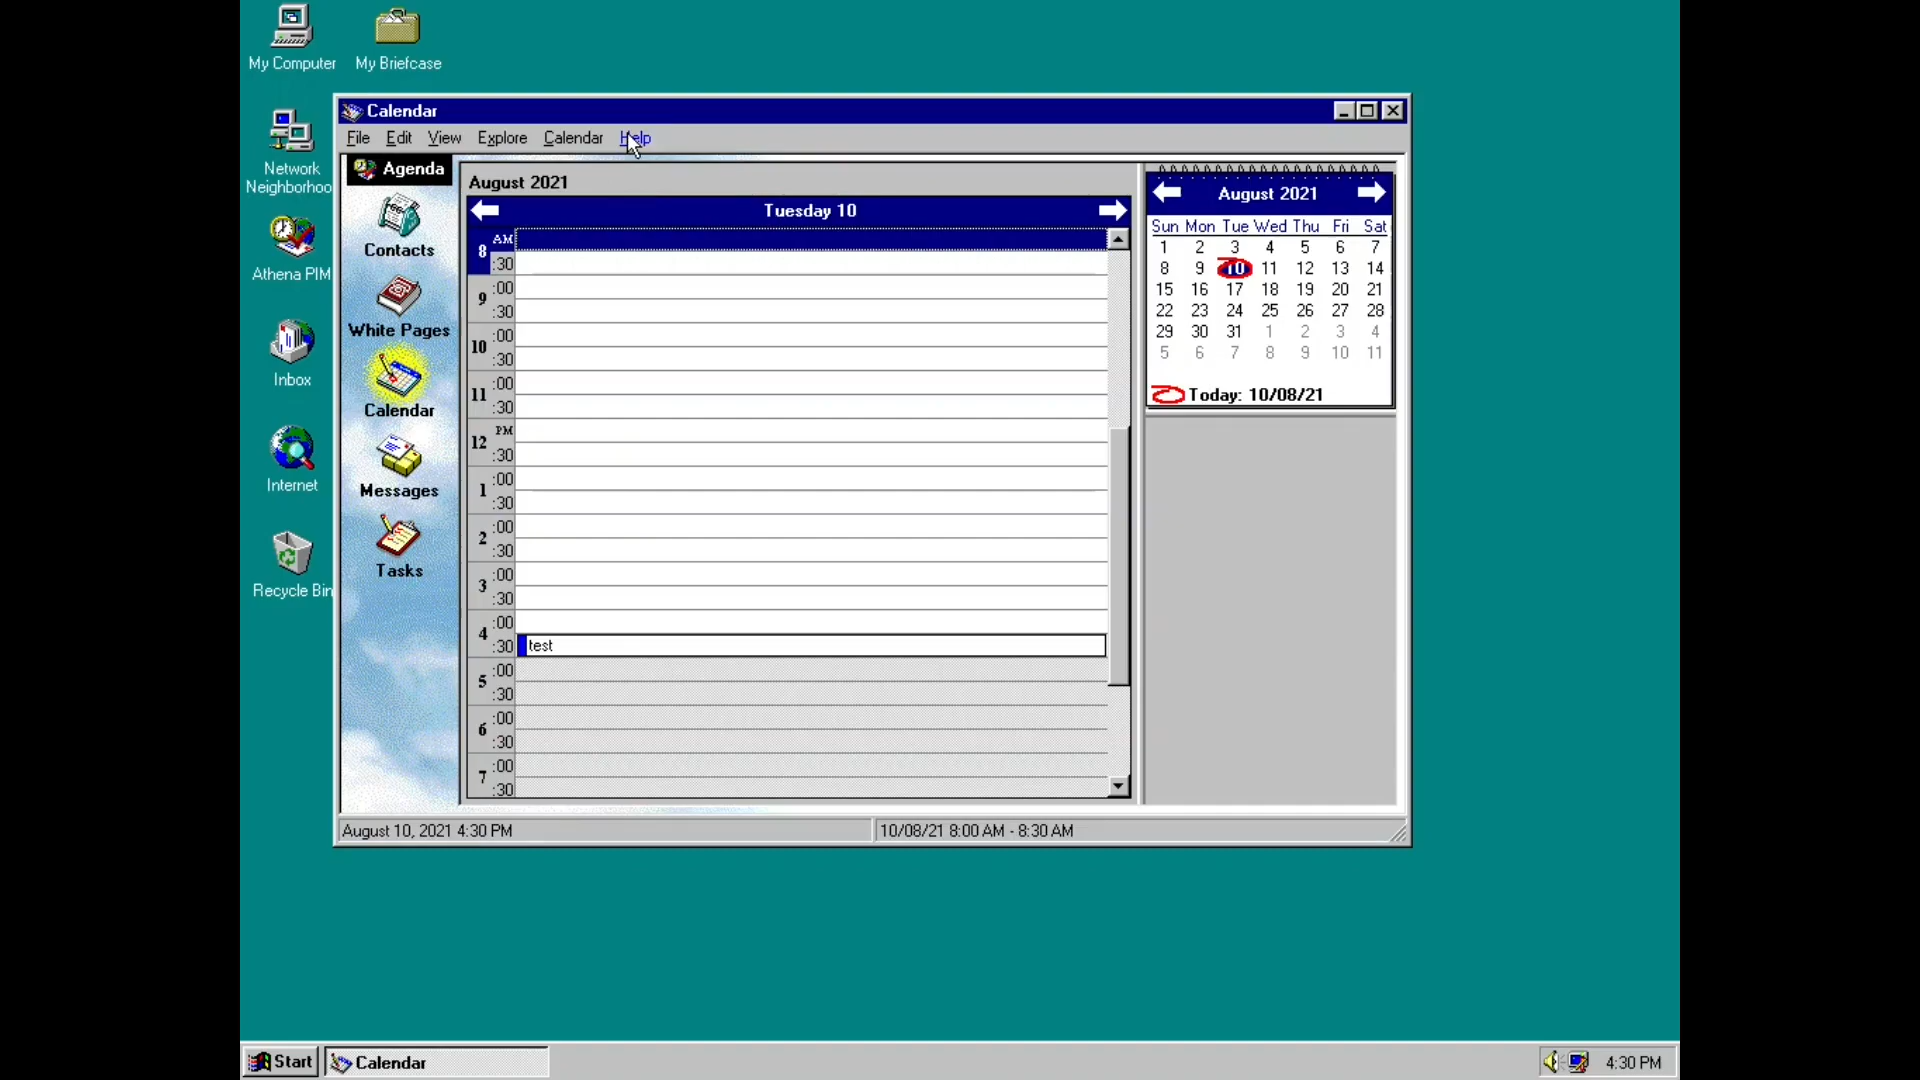 My Computer
My Briefcase
Network
Neighborhoo
Athena PIM
Inbox
Internet
Recycle Bin
Calendar
File Edit View Explore Calendar Help
Agenda
Contacts
White Pages
Calendar
Messages
Tasks
August 2021
Tuesday 10
8 AM
:30
9 :00
:30
10 :00
:30
11 :00
:30
12 PM
:30
1 :00
:30
2 :00
:30
3 :00
:30
4 :00
:30 test
5 :00
:30
6 :00
:30
7 :00
:30
August 2021
Sun Mon Tue Wed Thu Fri Sat
1 2 3 4 5 6 7
8 9 10 11 12 13 14
15 16 17 18 19 20 21
22 23 24 25 26 27 28
29 30 31 1 2 3 4
5 6 7 8 9 10 11
Today: 10/08/21
August 10, 2021 4:30 PM
10/08/21 8:00 AM - 8:30 AM
Start
Calendar
4:30 PM